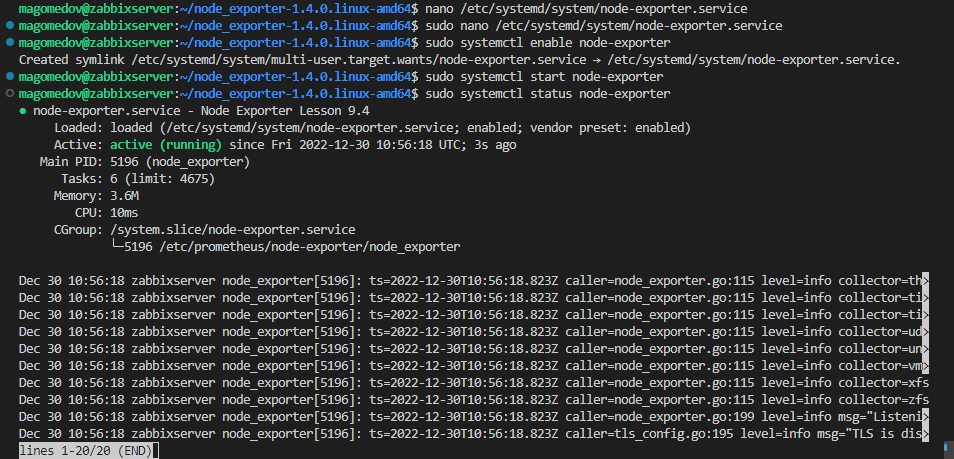 magomedov@zabbixserver:~/node_exporter-1.4.0.linux-amd64$ nano /etc/systemd/system/node-exporter.service
magomedov@zabbixserver:~/node_exporter-1.4.0.linux-amd64$ sudo nano /etc/systemd/system/node-exporter.service
magomedov@zabbixserver:~/node_exporter-1.4.0.linux-amd64$ sudo systemctl enable node-exporter
Created symlink /etc/systemd/system/multi-user.target.wants/node-exporter.service → /etc/systemd/system/node-exporter.service.
magomedov@zabbixserver:~/node_exporter-1.4.0.linux-amd64$ sudo systemctl start node-exporter
magomedov@zabbixserver:~/node_exporter-1.4.0.linux-amd64$ sudo systemctl status node-exporter
● node-exporter.service - Node Exporter Lesson 9.4
Loaded: loaded (/etc/systemd/system/node-exporter.service; enabled; vendor preset: enabled)
Active: active (running) since Fri 2022-12-30 10:56:18 UTC; 3s ago
Main PID: 5196 (node_exporter)
Tasks: 6 (limit: 4675)
Memory: 3.6M
CPU: 10ms
CGroup: /system.slice/node-exporter.service
└─5196 /etc/prometheus/node-exporter/node_exporter
Dec 30 10:56:18 zabbixserver node_exporter[5196]: ts=2022-12-30T10:56:18.823Z caller=node_exporter.go:115 level=info collector=th>
Dec 30 10:56:18 zabbixserver node_exporter[5196]: ts=2022-12-30T10:56:18.823Z caller=node_exporter.go:115 level=info collector=ti>
Dec 30 10:56:18 zabbixserver node_exporter[5196]: ts=2022-12-30T10:56:18.823Z caller=node_exporter.go:115 level=info collector=ti>
Dec 30 10:56:18 zabbixserver node_exporter[5196]: ts=2022-12-30T10:56:18.823Z caller=node_exporter.go:115 level=info collector=ud>
Dec 30 10:56:18 zabbixserver node_exporter[5196]: ts=2022-12-30T10:56:18.823Z caller=node_exporter.go:115 level=info collector=un>
Dec 30 10:56:18 zabbixserver node_exporter[5196]: ts=2022-12-30T10:56:18.823Z caller=node_exporter.go:115 level=info collector=vm>
Dec 30 10:56:18 zabbixserver node_exporter[5196]: ts=2022-12-30T10:56:18.823Z caller=node_exporter.go:115 level=info collector=xfs
Dec 30 10:56:18 zabbixserver node_exporter[5196]: ts=2022-12-30T10:56:18.823Z caller=node_exporter.go:115 level=info collector=zfs
Dec 30 10:56:18 zabbixserver node_exporter[5196]: ts=2022-12-30T10:56:18.823Z caller=node_exporter.go:199 level=info msg="Listeni>
Dec 30 10:56:18 zabbixserver node_exporter[5196]: ts=2022-12-30T10:56:18.823Z caller=tls_config.go:195 level=info msg="TLS is dis>
lines 1-20/20 (END)